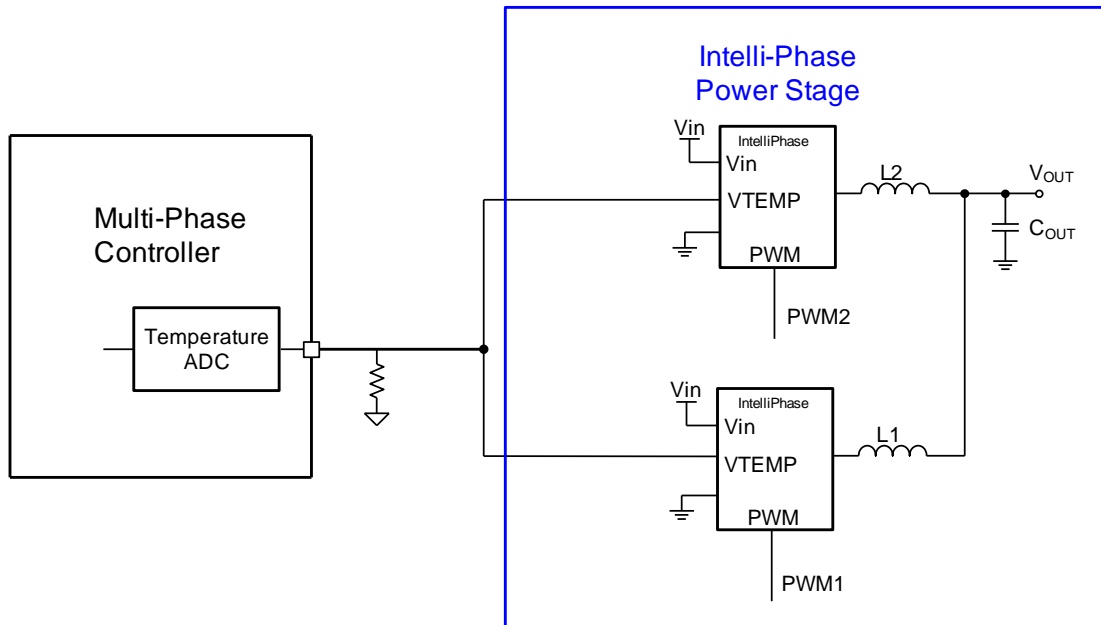 Intelli-Phase
Power Stage
Multi-Phase
Controller
Temperature
ADC
Vin
IntelliPhase
Vin
VTEMP
PWM
PWM2
L2
VOUT
COUT
Vin
IntelliPhase
Vin
VTEMP
PWM
PWM1
L1